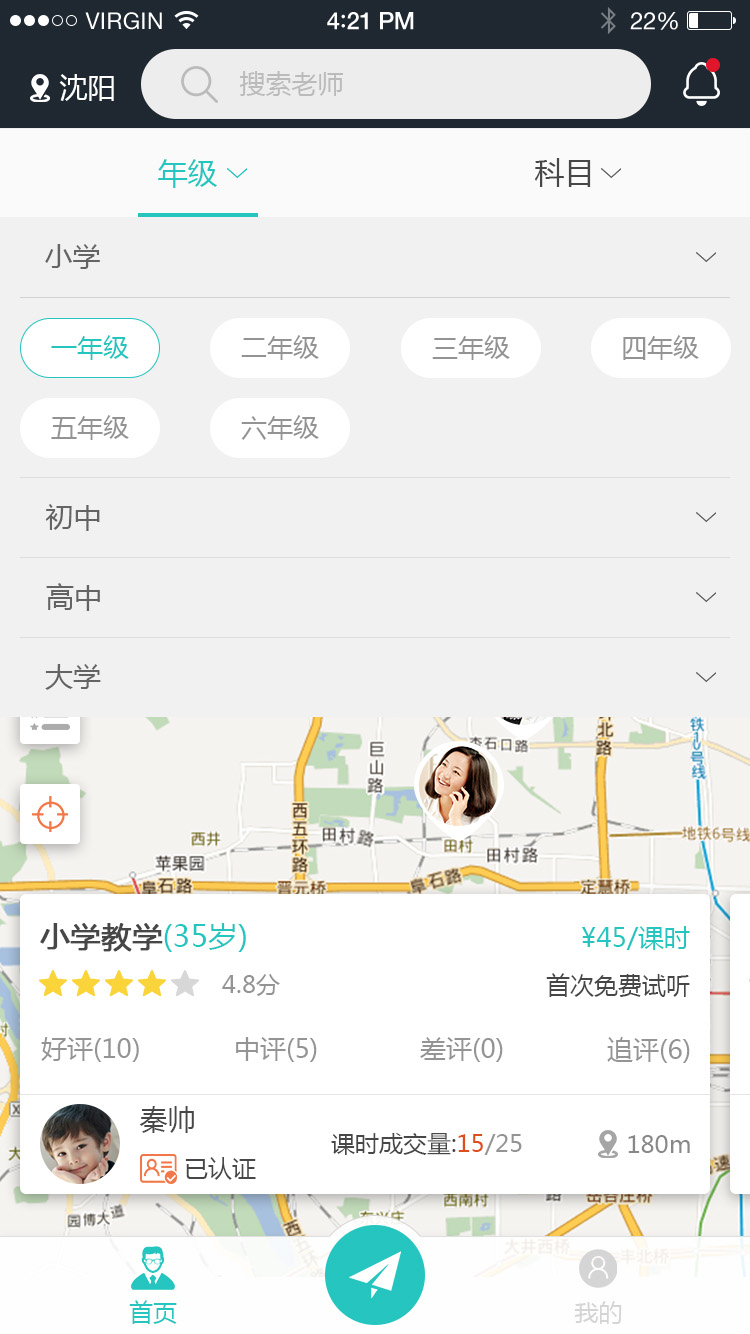 VIRGIN 4:21 PM 22%
沈阳 搜索老师
年级 科目
小学
一年级 二年级 三年级 四年级
五年级 六年级
初中
高中
大学
巨山路
杏石口路
北路
西五环路
田村路
田村
田村路
地铁6号线
西井
苹果园
阜石路
晋元桥
阜石路
定慧桥
小学教学(35岁) ¥45/课时
4.8分 首次免费试听
好评(10) 中评(5) 差评(0) 追评(6)
秦帅
课时成交量:15/25 180m
已认证
西南村
岳各庄桥
园博大道
大井西桥
丰北桥
首页 我的